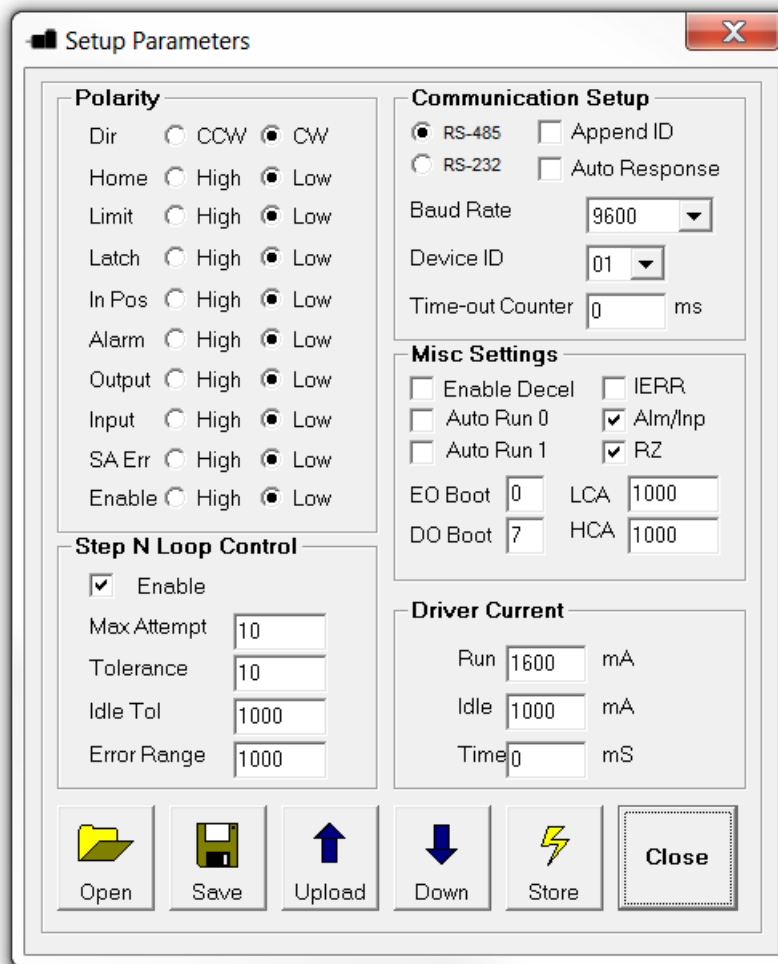 Setup Parameters
Polarity
Dir CCW CW
Home High Low
Limit High Low
Latch High Low
In Pos High Low
Alarm High Low
Output High Low
Input High Low
SA Err High Low
Enable High Low
Communication Setup
RS-485 Append ID
RS-232 Auto Response
Baud Rate 9600
Device ID 01
Time-out Counter 0 ms
Misc Settings
Enable Decel IERR
Auto Run 0 Alm/Inp
Auto Run 1 RZ
EO Boot 0 LCA 1000
DO Boot 7 HCA 1000
Step N Loop Control
Enable
Max Attempt 10
Tolerance 10
Idle Tol 1000
Error Range 1000
Driver Current
Run 1600 mA
Idle 1000 mA
Time 0 mS
Open Save Upload Down Store Close